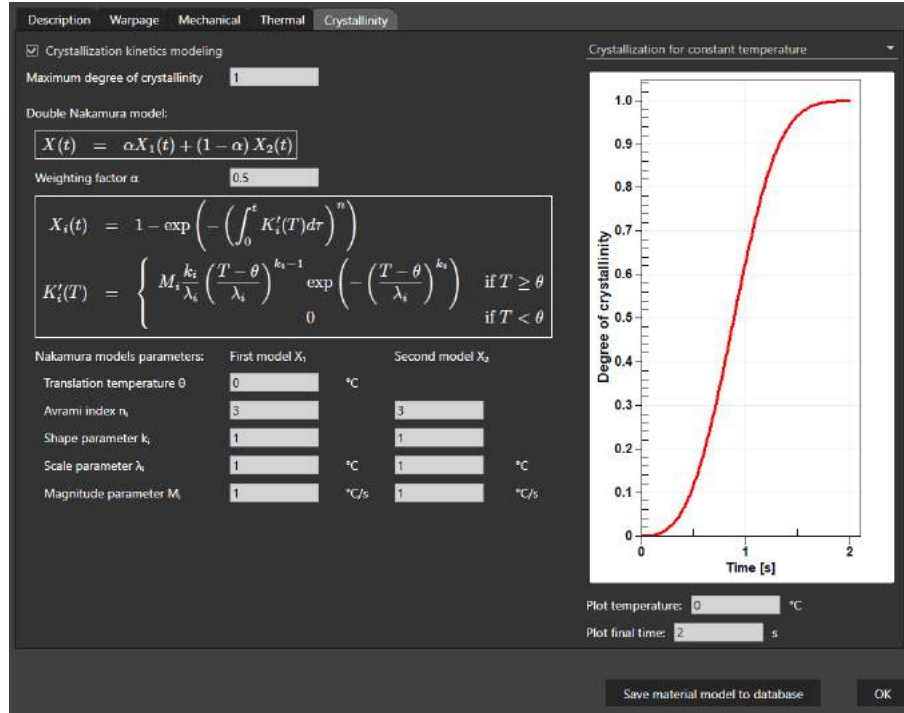 Description Warpage Mechanical Thermal Crystallinity
Crystallization kinetics modeling
Maximum degree of crystallinity 1
Double Nakamura model:
X(t) = αX₁(t) + (1 − α) X₂(t)
Weighting factor α 0.5
Xᵢ(t) = 1 − exp(−(∫₀ᵗ K′ᵢ(T)dτ)ⁿ)
K′ᵢ(T) = { Mᵢ kᵢ/λᵢ ((T − θ)/λᵢ)^(kᵢ−1) exp(−((T − θ)/λᵢ)^(kᵢ)) if T ≥ θ
0 if T < θ
Nakamura models parameters: First model X₁ Second model X₂
Translation temperature θ 0 °C
Avrami index nᵢ 3 3
Shape parameter kᵢ 1 1
Scale parameter λᵢ 1 °C 1 °C
Magnitude parameter Mᵢ 1 °C/s 1 °C/s
Crystallization for constant temperature
Degree of crystallinity
1.0
0.9
0.8
0.7
0.6
0.5
0.4
0.3
0.2
0.1
0
0 1 2
Time [s]
Plot temperature: 0 °C
Plot final time: 2 s
Save material model to database OK